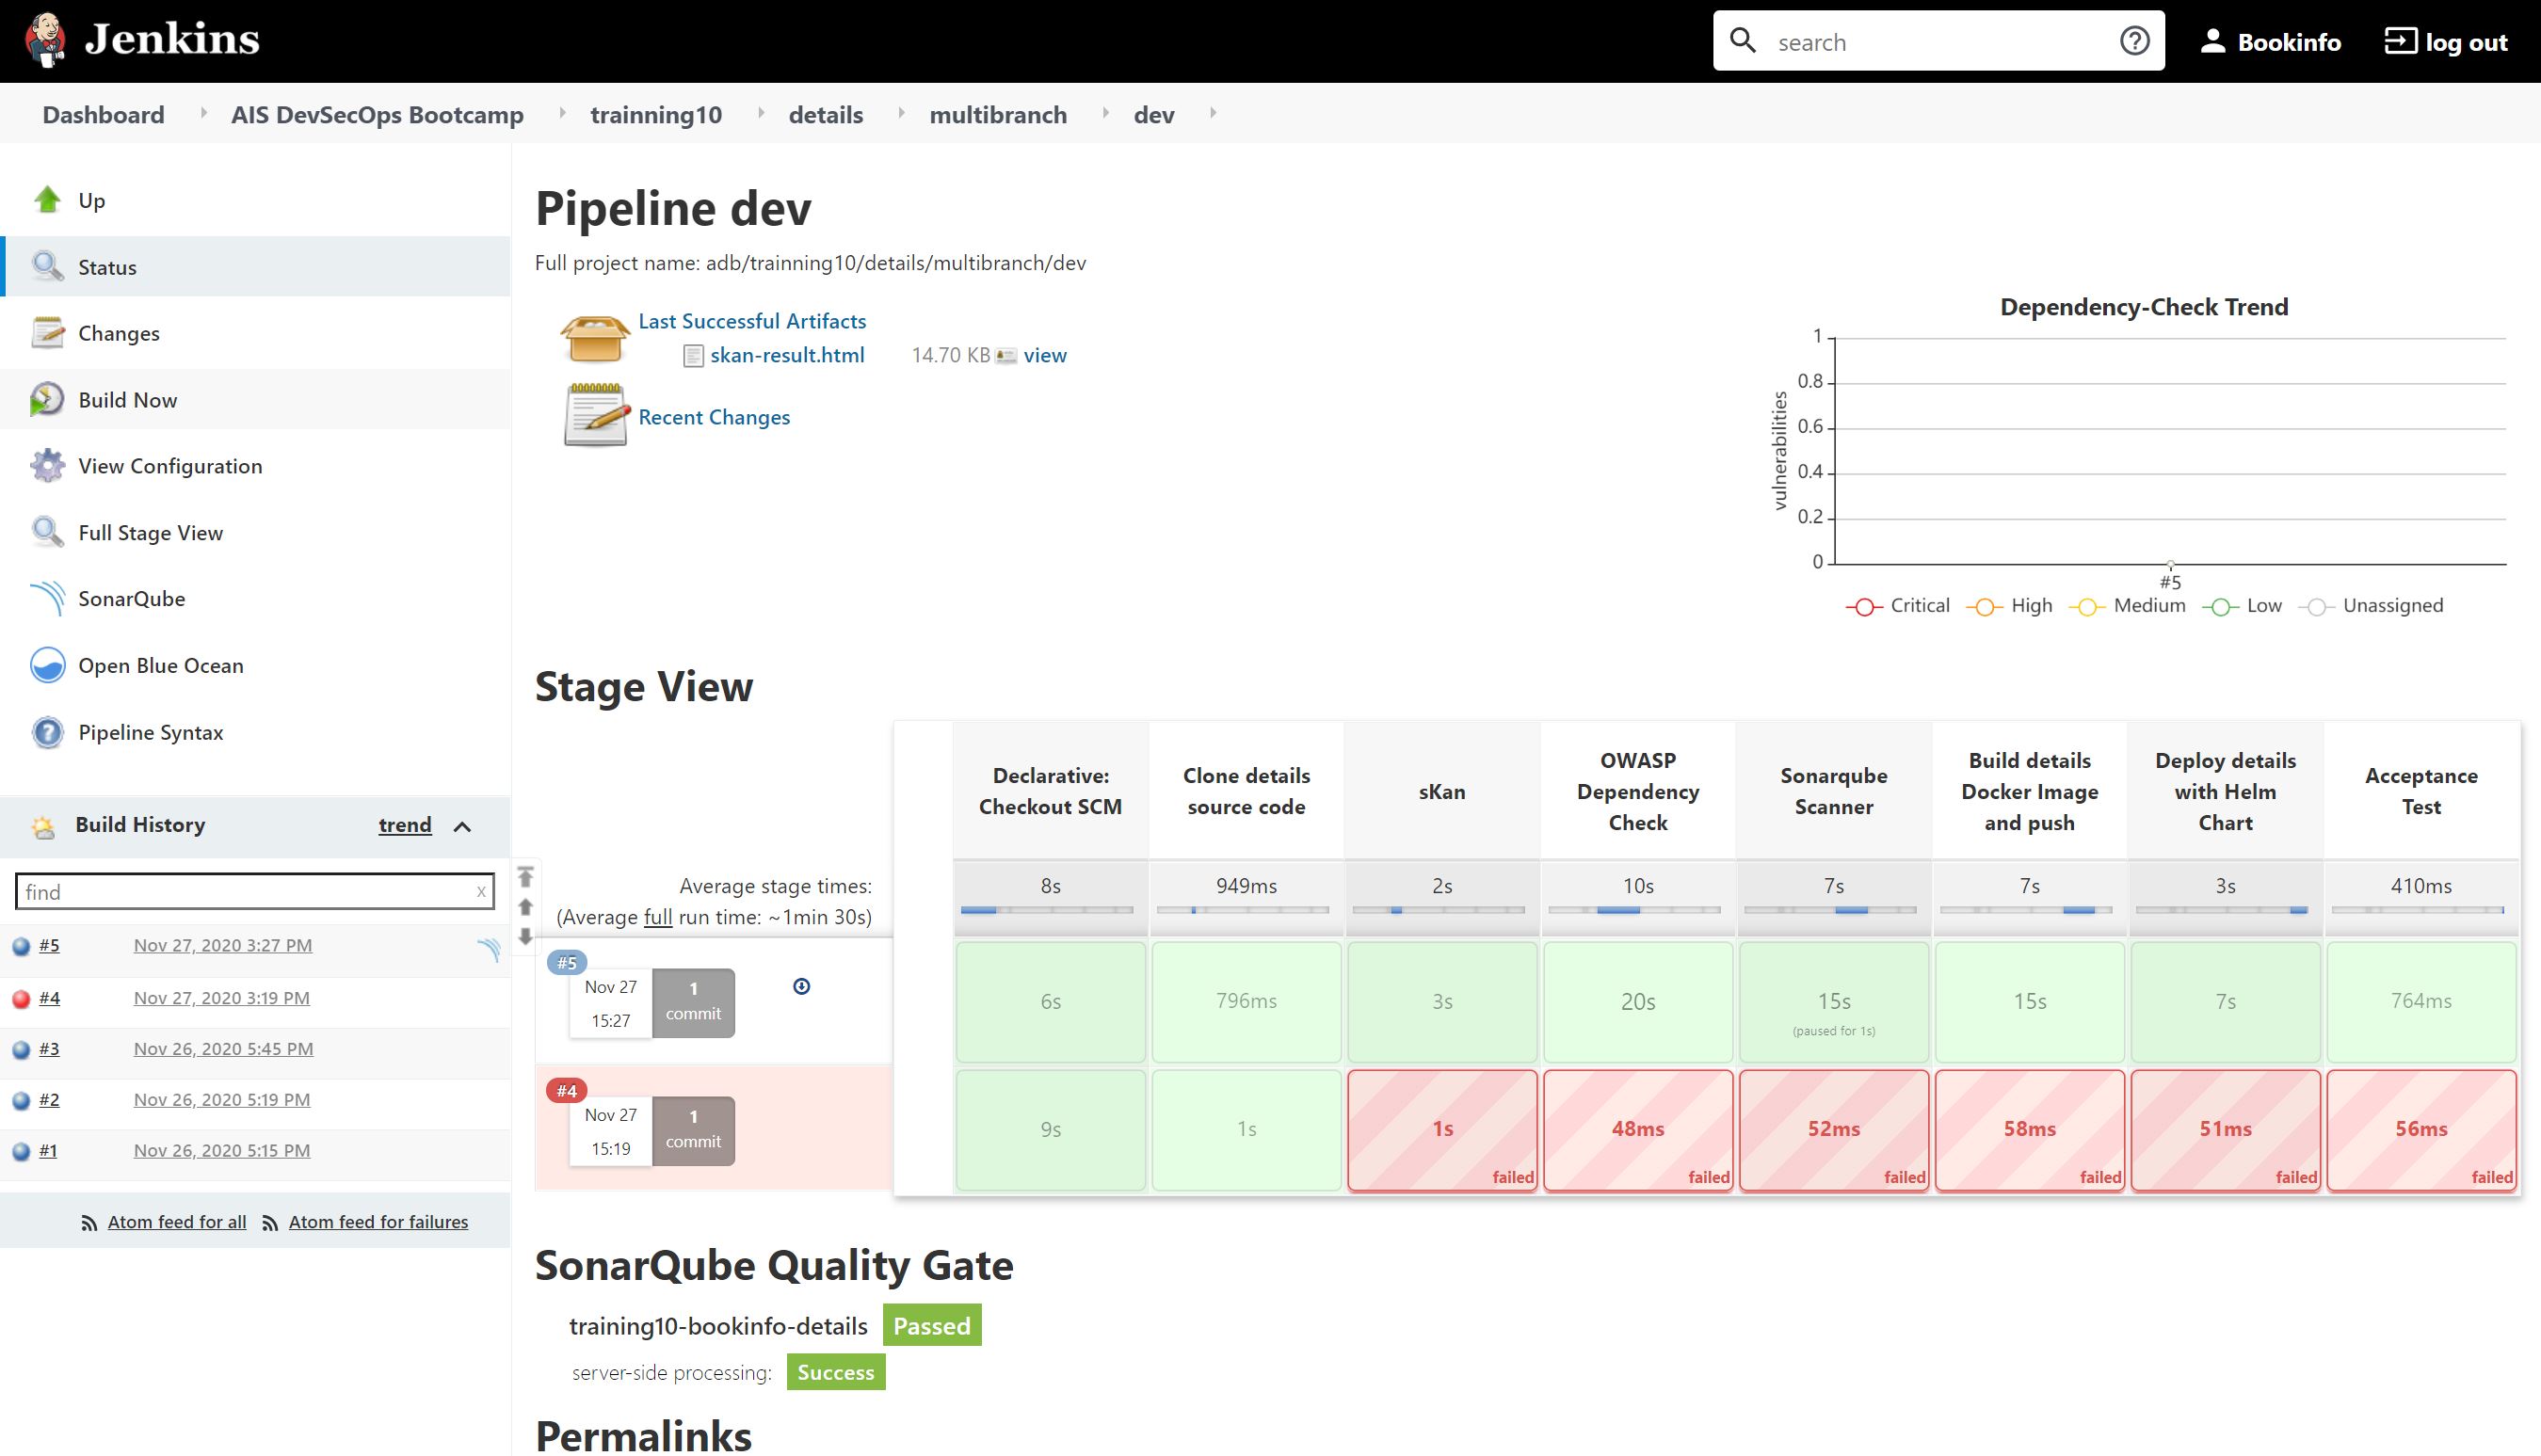 Jenkins
search
Bookinfo
log out
Dashboard
AIS DevSecOps Bootcamp
trainning10
details
multibranch
dev
Up
Status
Changes
Build Now
View Configuration
Full Stage View
SonarQube
Open Blue Ocean
Pipeline Syntax
Build History
trend
find
x
#5 Nov 27, 2020 3:27 PM
#4 Nov 27, 2020 3:19 PM
#3 Nov 26, 2020 5:45 PM
#2 Nov 26, 2020 5:19 PM
#1 Nov 26, 2020 5:15 PM
Atom feed for all
Atom feed for failures
Pipeline dev
Full project name: adb/trainning10/details/multibranch/dev
Last Successful Artifacts
skan-result.html 14.70 KB view
Recent Changes
Dependency-Check Trend
vulnerabilities
1
0.8
0.6
0.4
0.2
0
#5
Critical High Medium Low Unassigned
Stage View
Declarative:
Checkout SCM
Clone details
source code
sKan
OWASP
Dependency
Check
Sonarqube
Scanner
Build details
Docker Image
and push
Deploy details
with Helm
Chart
Acceptance
Test
Average stage times:
(Average full run time: ~1min 30s)
8s
949ms
2s
10s
7s
7s
3s
410ms
#5
Nov 27
15:27
1
commit
6s
796ms
3s
20s
15s
(paused for 1s)
15s
7s
764ms
#4
Nov 27
15:19
1
commit
9s
1s
1s
failed
48ms
failed
52ms
failed
58ms
failed
51ms
failed
56ms
failed
SonarQube Quality Gate
training10-bookinfo-details Passed
server-side processing: Success
Permalinks